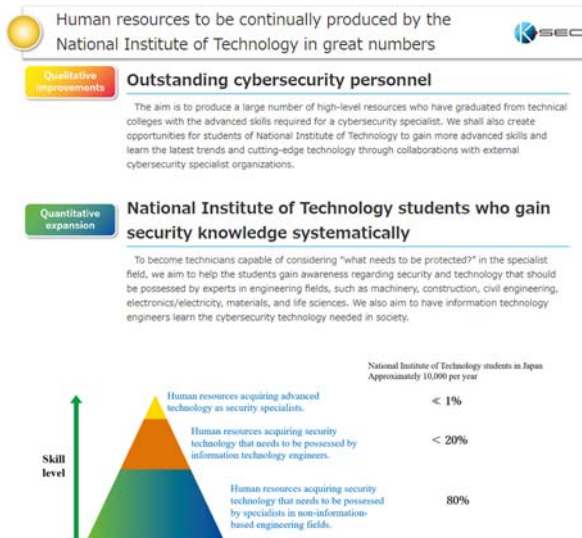 Human resources to be continually produced by the
National Institute of Technology in great numbers
K-SEC
Qualitative
improvements
Outstanding cybersecurity personnel
The aim is to produce a large number of high-level resources who have graduated from technical
colleges with the advanced skills required for a cybersecurity specialist. We shall also create
opportunities for students of National Institute of Technology to gain more advanced skills and
learn the latest trends and cutting-edge technology through collaborations with external
cybersecurity specialist organizations.
Quantitative
expansion
National Institute of Technology students who gain
security knowledge systematically
To become technicians capable of considering “what needs to be protected?” in the specialist
field, we aim to help the students gain awareness regarding security and technology that should
be possessed by experts in engineering fields, such as machinery, construction, civil engineering,
electronics/electricity, materials, and life sciences. We also aim to have information technology
engineers learn the cybersecurity technology needed in society.
National Institute of Technology students in Japan
Approximately 10,000 per year
Human resources acquiring advanced
technology as security specialists.
≪ 1%
Human resources acquiring security
technology that needs to be possessed by
information technology engineers.
< 20%
Skill
level
Human resources acquiring security
technology that needs to be possessed
by specialists in non-information-
based engineering fields.
80%